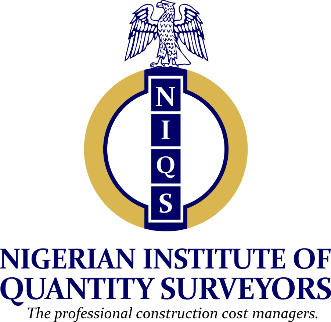 N
I
Q
S
NIGERIAN INSTITUTE OF
QUANTITY SURVEYORS
The professional construction cost managers.